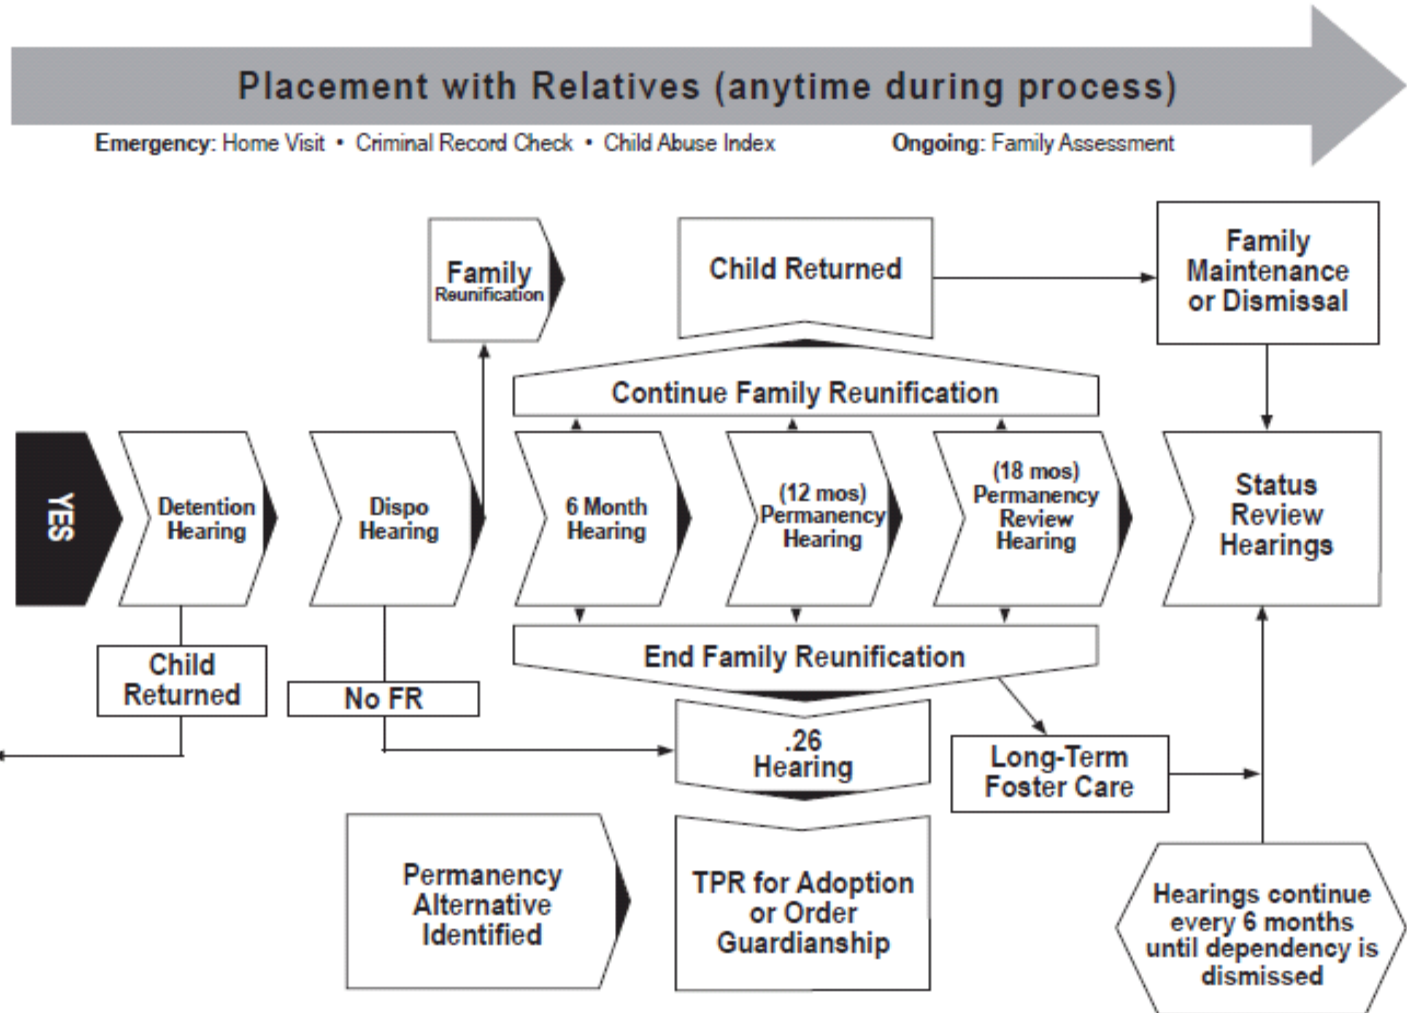 Placement with Relatives (anytime during process)
Emergency: Home Visit • Criminal Record Check • Child Abuse Index
Ongoing: Family Assessment
Family
Reunification
Child Returned
Family
Maintenance
or Dismissal
Continue Family Reunification
YES
Detention
Hearing
Dispo
Hearing
6 Month
Hearing
(12 mos)
Permanency
Hearing
(18 mos)
Permanency
Review
Hearing
Status
Review
Hearings
Child
Returned
No FR
End Family Reunification
.26
Hearing
Long-Term
Foster Care
Permanency
Alternative
Identified
TPR for Adoption
or Order
Guardianship
Hearings continue
every 6 months
until dependency is
dismissed